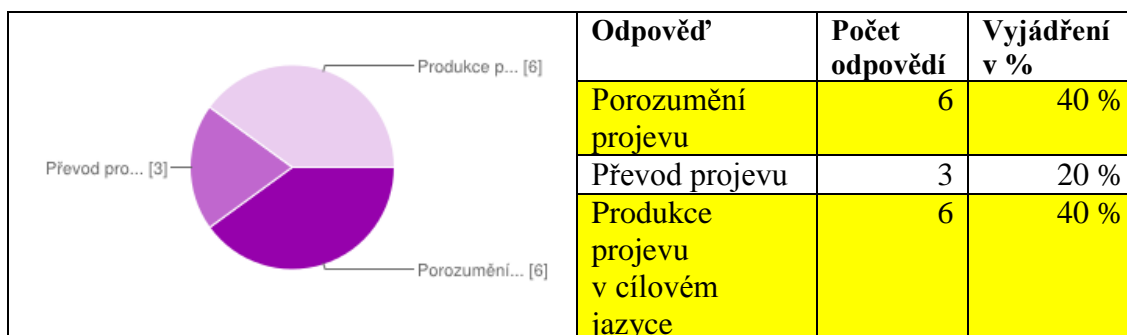 Produkce p... [6]
Převod pro... [3]
Porozumění... [6]
Odpověď
Počet
odpovědí
Vyjádření
v %
Porozumění
projevu
6
40 %
Převod projevu
3
20 %
Produkce
projevu
v cílovém
jazyce
6
40 %